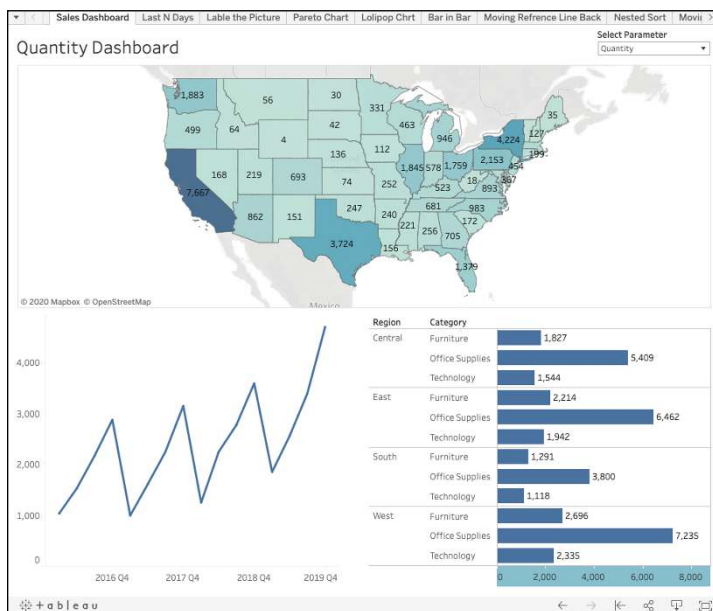 Sales Dashboard Last N Days Lable the Picture Pareto Chart Lolipop Chrt Bar in Bar Moving Refrence Line Back Nested Sort
Select Parameter
Quantity Dashboard
Quantity
1,883
56
30
331
35
499
64
42
463
946
127
4
4,224
112
199
136
1,845 578 1,759 2,153
454
168 219 693
252
18
367
7,667
74
523
893
681
983
862 151 247 240
172
221 256 705
3,724
156
1,379
© 2020 Mapbox © OpenStreetMap
Mexico
4,000
3,000
2,000
1,000
0
2016 Q4 2017 Q4 2018 Q4 2019 Q4
Region Category
Central Furniture 1,827
Office Supplies 5,409
Technology 1,544
East Furniture 2,214
Office Supplies 6,462
Technology 1,942
South Furniture 1,291
Office Supplies 3,800
Technology 1,118
West Furniture 2,696
Office Supplies 7,235
Technology 2,335
0 2,000 4,000 6,000 8,000
+ a b l e a u